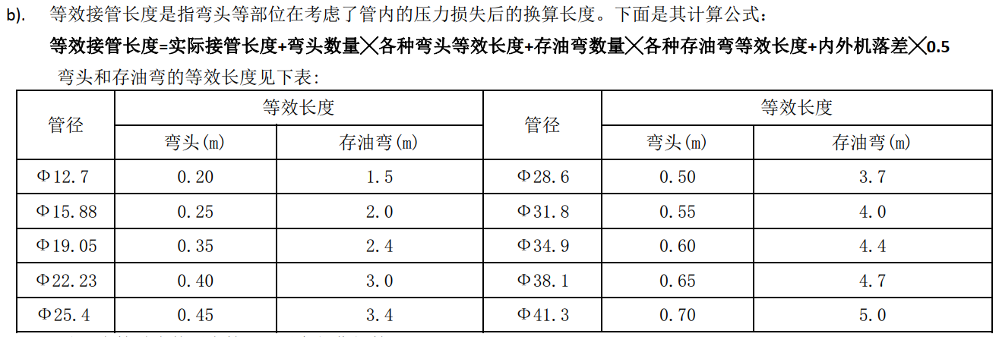 b). 等效接管长度是指弯头等部位在考虑了管内的压力损失后的换算长度。下面是其计算公式：
等效接管长度=实际接管长度+弯头数量╳各种弯头等效长度+存油弯数量╳各种存油弯等效长度+内外机落差╳0.5
弯头和存油弯的等效长度见下表：
管径 等效长度 管径 等效长度
弯头(m) 存油弯(m) 弯头(m) 存油弯(m)
Φ12.7 0.20 1.5 Φ28.6 0.50 3.7
Φ15.88 0.25 2.0 Φ31.8 0.55 4.0
Φ19.05 0.35 2.4 Φ34.9 0.60 4.4
Φ22.23 0.40 3.0 Φ38.1 0.65 4.7
Φ25.4 0.45 3.4 Φ41.3 0.70 5.0